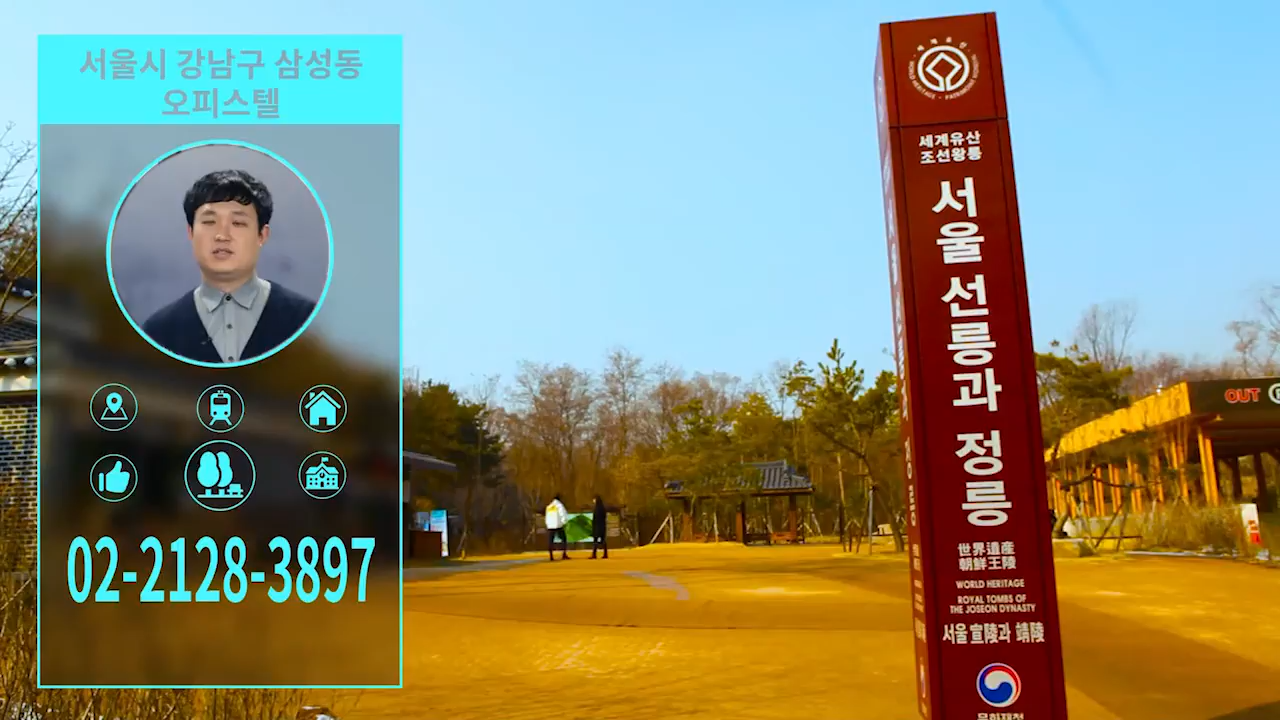 서울시 강남구 삼성동
오피스텔
02-2128-3897
세계유산
조선왕릉
서울 선릉과 정릉
世界遺産
朝鮮王陵
WORLD HERITAGE
ROYAL TOMBS OF
THE JOSEON DYNASTY
서울 宣陵과 靖陵
OUT